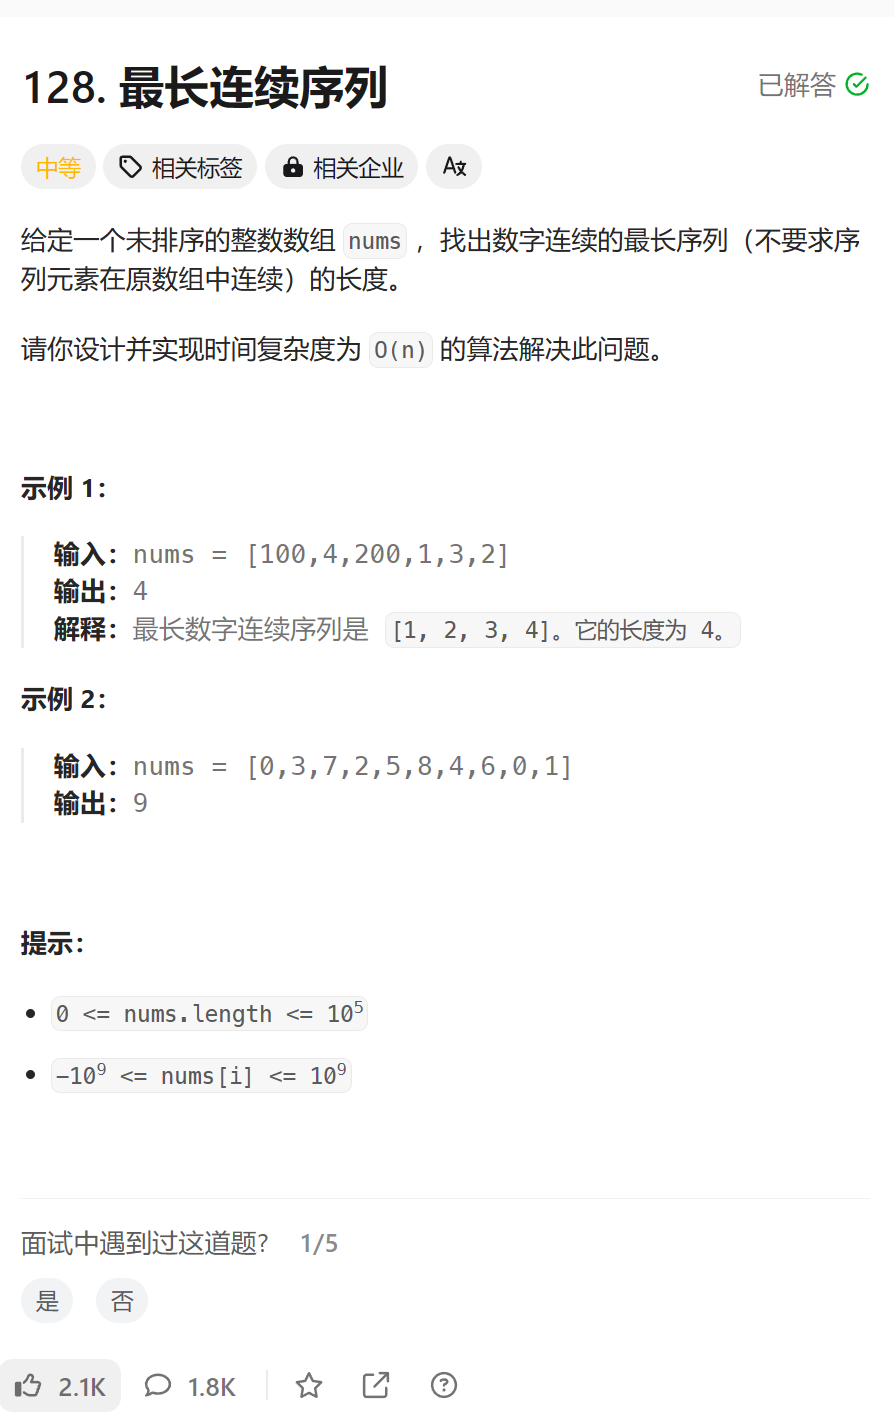 128. 最长连续序列
已解答
中等 相关标签 相关企业 A文
给定一个未排序的整数数组 nums ，找出数字连续的最长序列（不要求序
列元素在原数组中连续）的长度。
请你设计并实现时间复杂度为 O(n) 的算法解决此问题。
示例 1：
输入：nums = [100,4,200,1,3,2]
输出：4
解释：最长数字连续序列是 [1, 2, 3, 4]。它的长度为 4。
示例 2：
输入：nums = [0,3,7,2,5,8,4,6,0,1]
输出：9
提示：
• 0 <= nums.length <= 10⁵
• -10⁹ <= nums[i] <= 10⁹
面试中遇到过这道题? 1/5
是 否
2.1K 1.8K